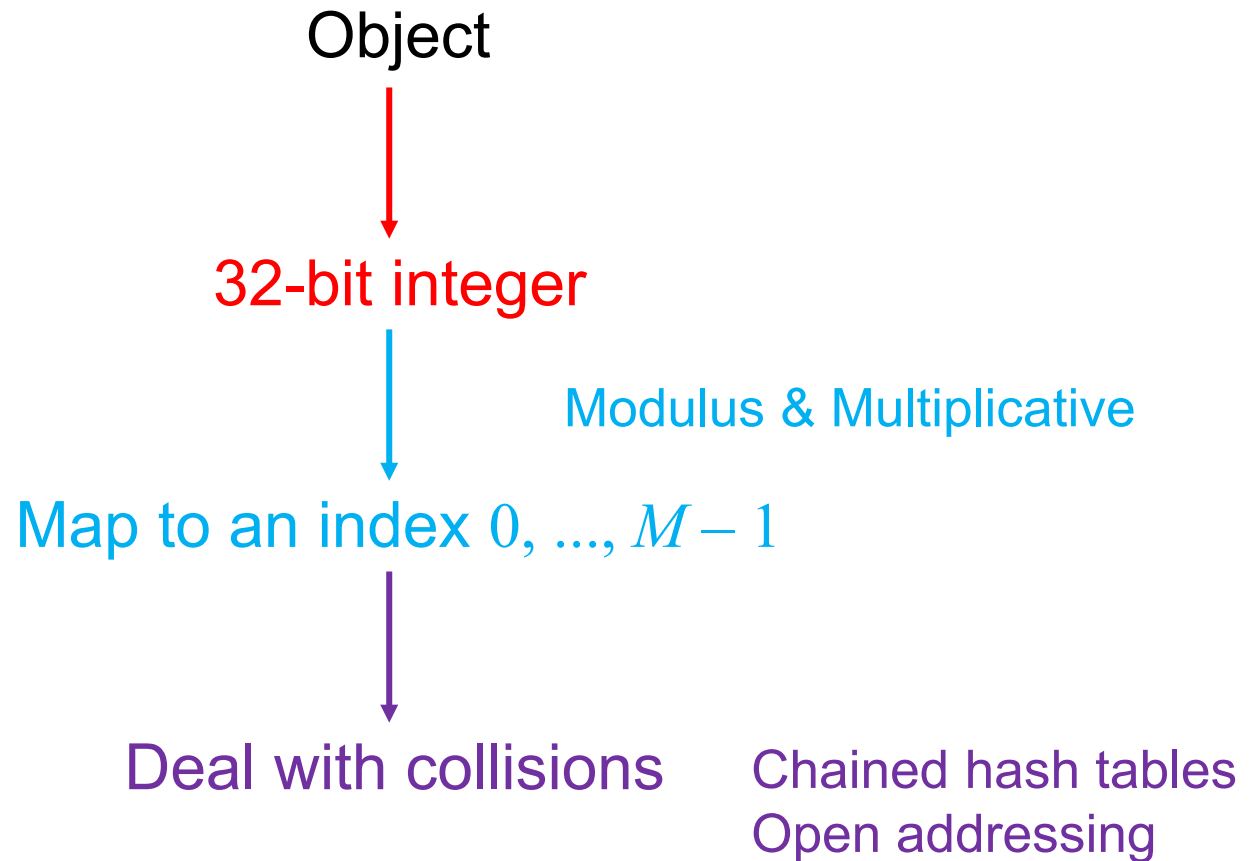 Object
32-bit integer
Modulus & Multiplicative
Map to an index 0, ..., M – 1
Deal with collisions
Chained hash tables
Open addressing